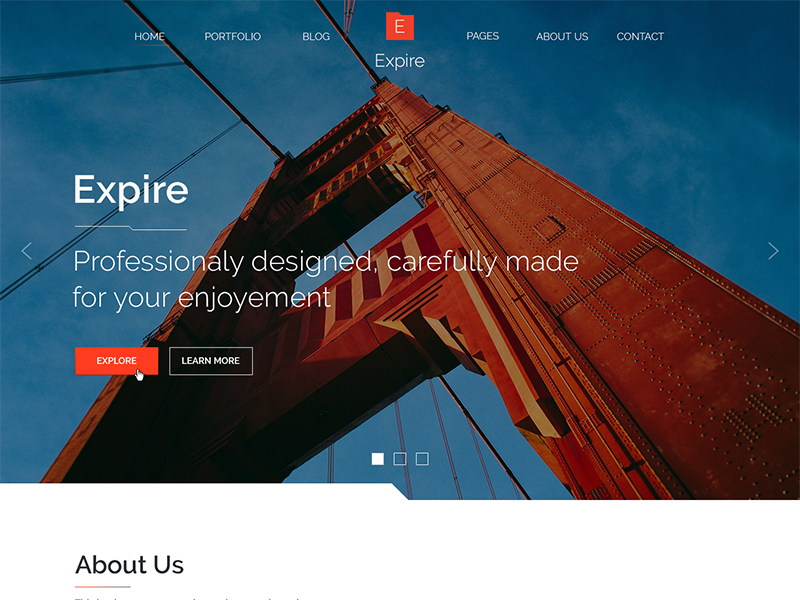 HOME PORTFOLIO BLOG E PAGES ABOUT US CONTACT
Expire
Expire
Professionaly designed, carefully made
for your enjoyement
EXPLORE LEARN MORE
About Us